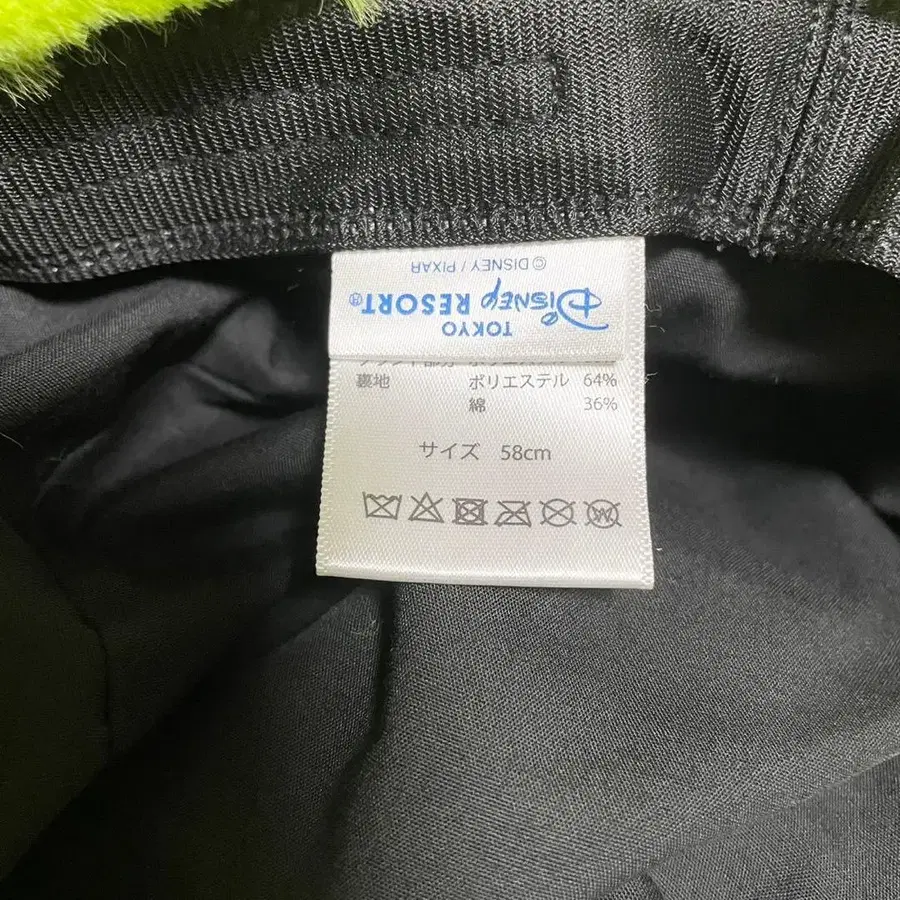 TOKYO
Disney RESORT®
© DISNEY / PIXAR
裏地 ポリエステル 64%
綿 36%
サイズ 58cm